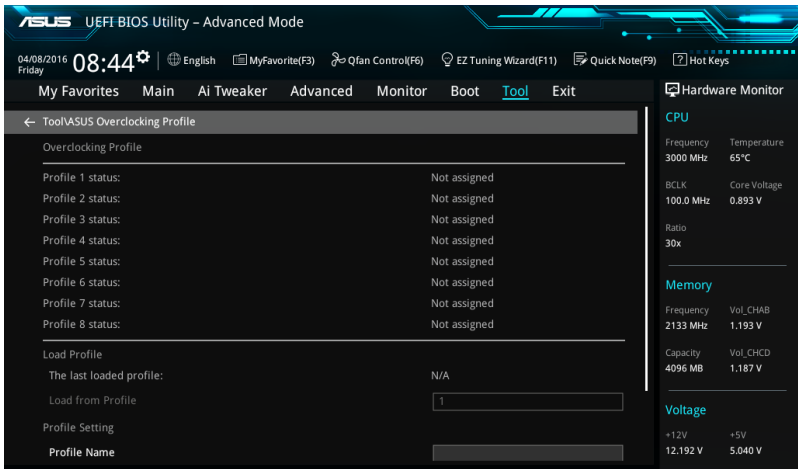 ASUS UEFI BIOS Utility – Advanced Mode
04/08/2016 Friday 08:44 English MyFavorite(F3) Qfan Control(F6) EZ Tuning Wizard(F11) Quick Note(F9) ? Hot Keys
My Favorites Main Ai Tweaker Advanced Monitor Boot Tool Exit
Tool\ASUS Overclocking Profile
Overclocking Profile
Profile 1 status: Not assigned
Profile 2 status: Not assigned
Profile 3 status: Not assigned
Profile 4 status: Not assigned
Profile 5 status: Not assigned
Profile 6 status: Not assigned
Profile 7 status: Not assigned
Profile 8 status: Not assigned
Load Profile
The last loaded profile: N/A
Load from Profile 1
Profile Setting
Profile Name
Hardware Monitor
CPU
Frequency Temperature
3000 MHz 65°C
BCLK Core Voltage
100.0 MHz 0.893 V
Ratio
30x
Memory
Frequency Vol_CHAB
2133 MHz 1.193 V
Capacity Vol_CHCD
4096 MB 1.187 V
Voltage
+12V +5V
12.192 V 5.040 V